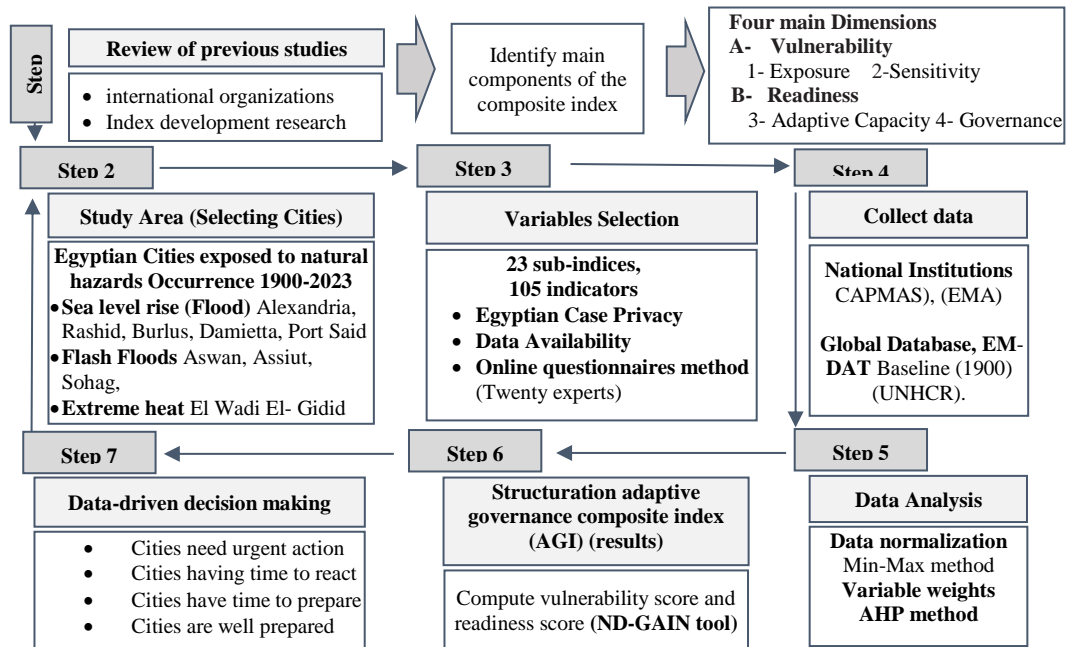 Step
Review of previous studies
• international organizations
• Index development research
Identify main
components of the
composite index
Four main Dimensions
A- Vulnerability
1- Exposure 2-Sensitivity
B- Readiness
3- Adaptive Capacity 4- Governance
Step 2
Study Area (Selecting Cities)
Egyptian Cities exposed to natural
hazards Occurrence 1900-2023
•Sea level rise (Flood) Alexandria,
Rashid, Burlus, Damietta, Port Said
•Flash Floods Aswan, Assiut,
Sohag,
•Extreme heat El Wadi El- Gidid
Step 3
Variables Selection
23 sub-indices,
105 indicators
• Egyptian Case Privacy
• Data Availability
• Online questionnaires method
(Twenty experts)
Step 4
Collect data
National Institutions
CAPMAS), (EMA)
Global Database, EM-
DAT Baseline (1900)
(UNHCR).
Step 5
Data Analysis
Data normalization
Min-Max method
Variable weights
AHP method
Step 6
Structuration adaptive
governance composite index
(AGI) (results)
Compute vulnerability score and
readiness score (ND-GAIN tool)
Step 7
Data-driven decision making
• Cities need urgent action
• Cities having time to react
• Cities have time to prepare
• Cities are well prepared